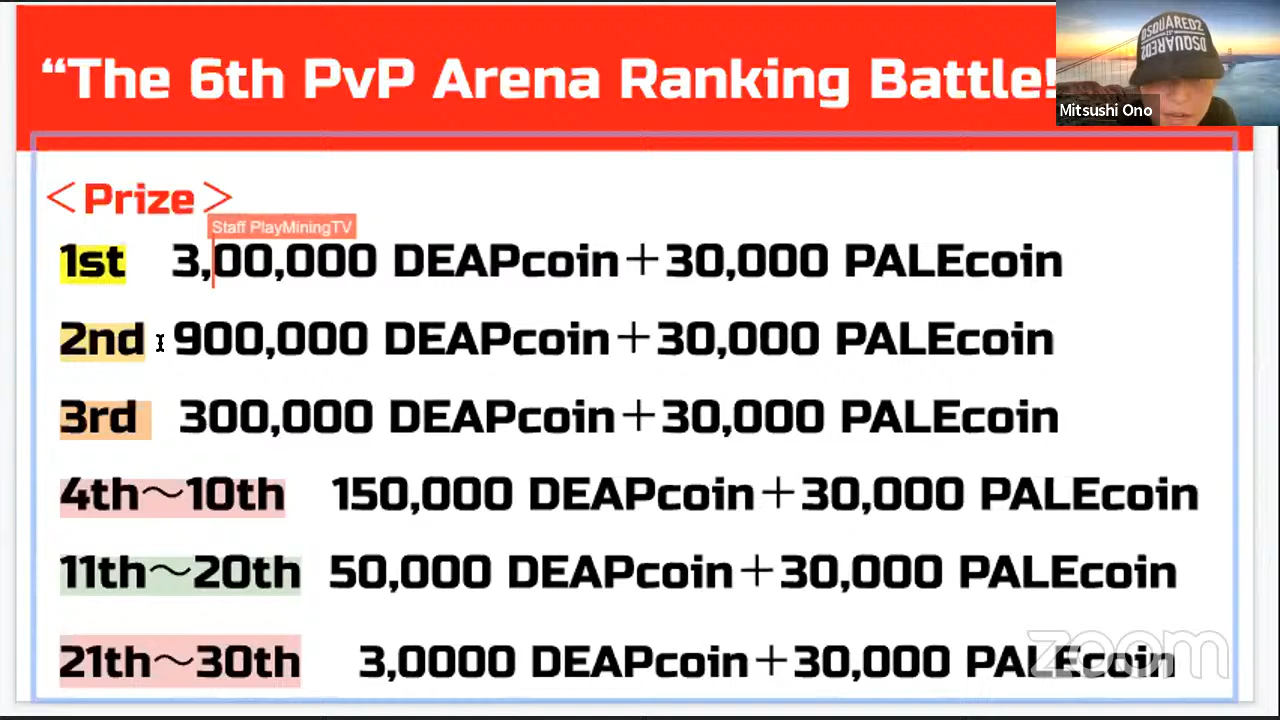 “The 6th PvP Arena Ranking Battle!
DSQUARED2
DSQUARED2
Mitsushi Ono
＜Prize＞
Staff PlayMiningTV
1st 3,00,000 DEAPcoin＋30,000 PALEcoin
2nd 900,000 DEAPcoin＋30,000 PALEcoin
3rd 300,000 DEAPcoin＋30,000 PALEcoin
4th～10th 150,000 DEAPcoin＋30,000 PALEcoin
11th～20th 50,000 DEAPcoin＋30,000 PALEcoin
21th～30th 3,0000 DEAPcoin＋30,000 PALEcoin
zoom